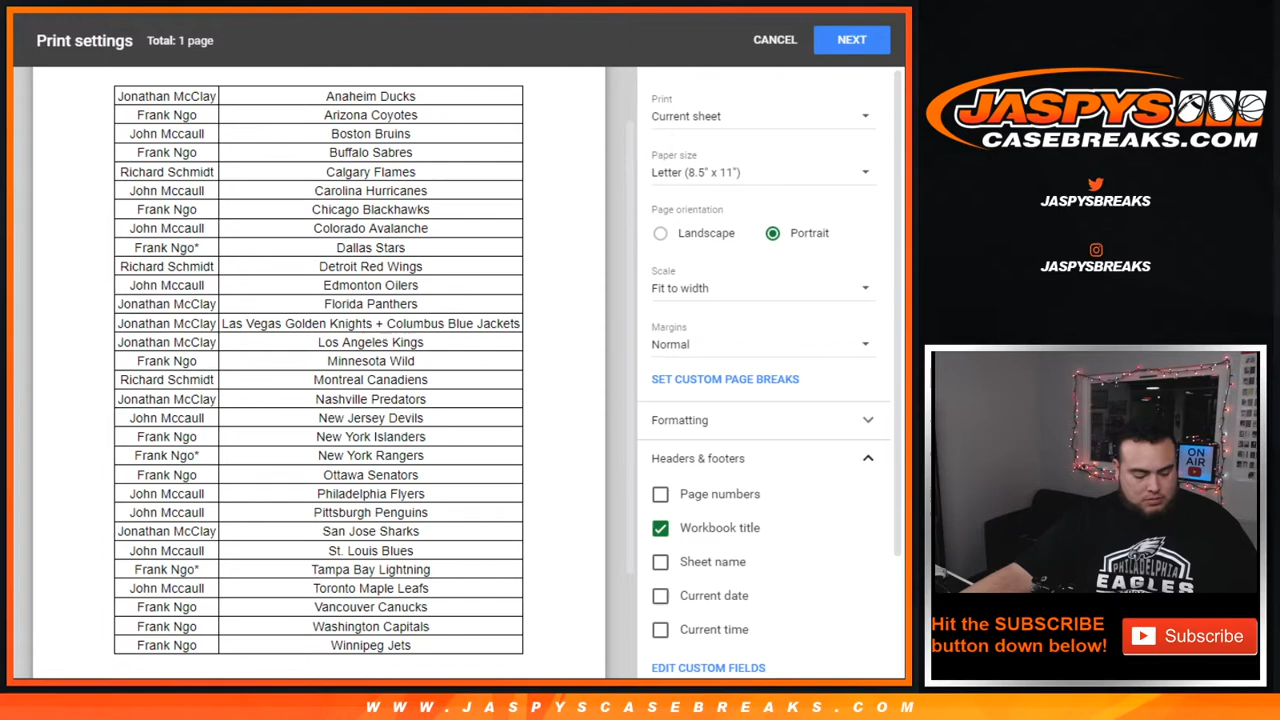 Print settings Total: 1 page CANCEL NEXT
Jonathan McClay Anaheim Ducks
Frank Ngo Arizona Coyotes
John Mccaull Boston Bruins
Frank Ngo Buffalo Sabres
Richard Schmidt Calgary Flames
John Mccaull Carolina Hurricanes
Frank Ngo Chicago Blackhawks
John Mccaull Colorado Avalanche
Frank Ngo* Dallas Stars
Richard Schmidt Detroit Red Wings
John Mccaull Edmonton Oilers
Jonathan McClay Florida Panthers
Jonathan McClay Las Vegas Golden Knights + Columbus Blue Jackets
Jonathan McClay Los Angeles Kings
Frank Ngo Minnesota Wild
Richard Schmidt Montreal Canadiens
Jonathan McClay Nashville Predators
John Mccaull New Jersey Devils
Frank Ngo New York Islanders
Frank Ngo* New York Rangers
Frank Ngo Ottawa Senators
John Mccaull Philadelphia Flyers
John Mccaull Pittsburgh Penguins
Jonathan McClay San Jose Sharks
John Mccaull St. Louis Blues
Frank Ngo* Tampa Bay Lightning
John Mccaull Toronto Maple Leafs
Frank Ngo Vancouver Canucks
Frank Ngo Washington Capitals
Frank Ngo Winnipeg Jets
Print
Current sheet
Paper size
Letter (8.5" x 11")
Page orientation
Landscape Portrait
Scale
Fit to width
Margins
Normal
SET CUSTOM PAGE BREAKS
Formatting
Headers & footers
Page numbers
Workbook title
Sheet name
Current date
Current time
EDIT CUSTOM FIELDS
JASPYS
CASEBREAKS.COM
JASPYSBREAKS
JASPYSBREAKS
ON
AIR
PHILADELPHIA
EAGLES
Hit the SUBSCRIBE
button down below!
Subscribe
WWW.JASPYSCASEBREAKS.COM